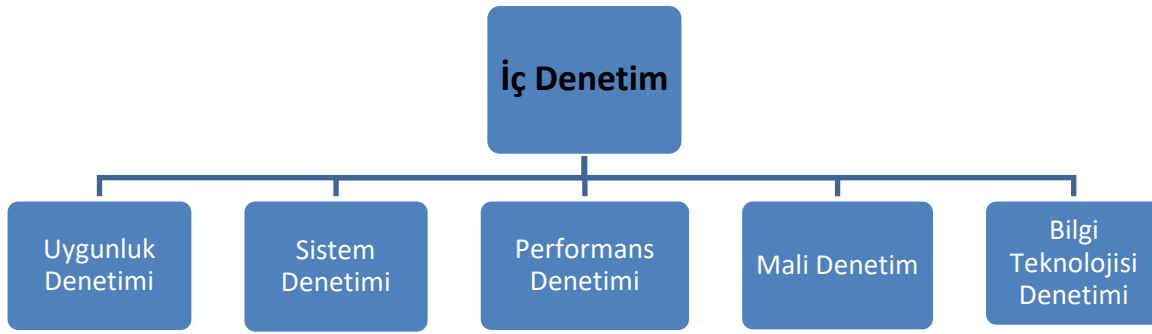 İç Denetim
Uygunluk
Denetimi
Sistem
Denetimi
Performans
Denetimi
Mali Denetim
Bilgi
Teknolojisi
Denetimi